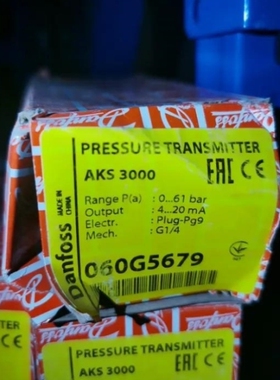 PRESSURE TRANSMITTER
AKS 3000
EAC CE
Range P(a) : 0...61 bar
Output : 4...20 mA
Electr. : Plug-Pg9
Mech. : G1/4
Danfoss
MADE IN
CHINA
060G5679
Danfoss
PRESSURE TRANSMITTER
AKS 3000
EAC CE